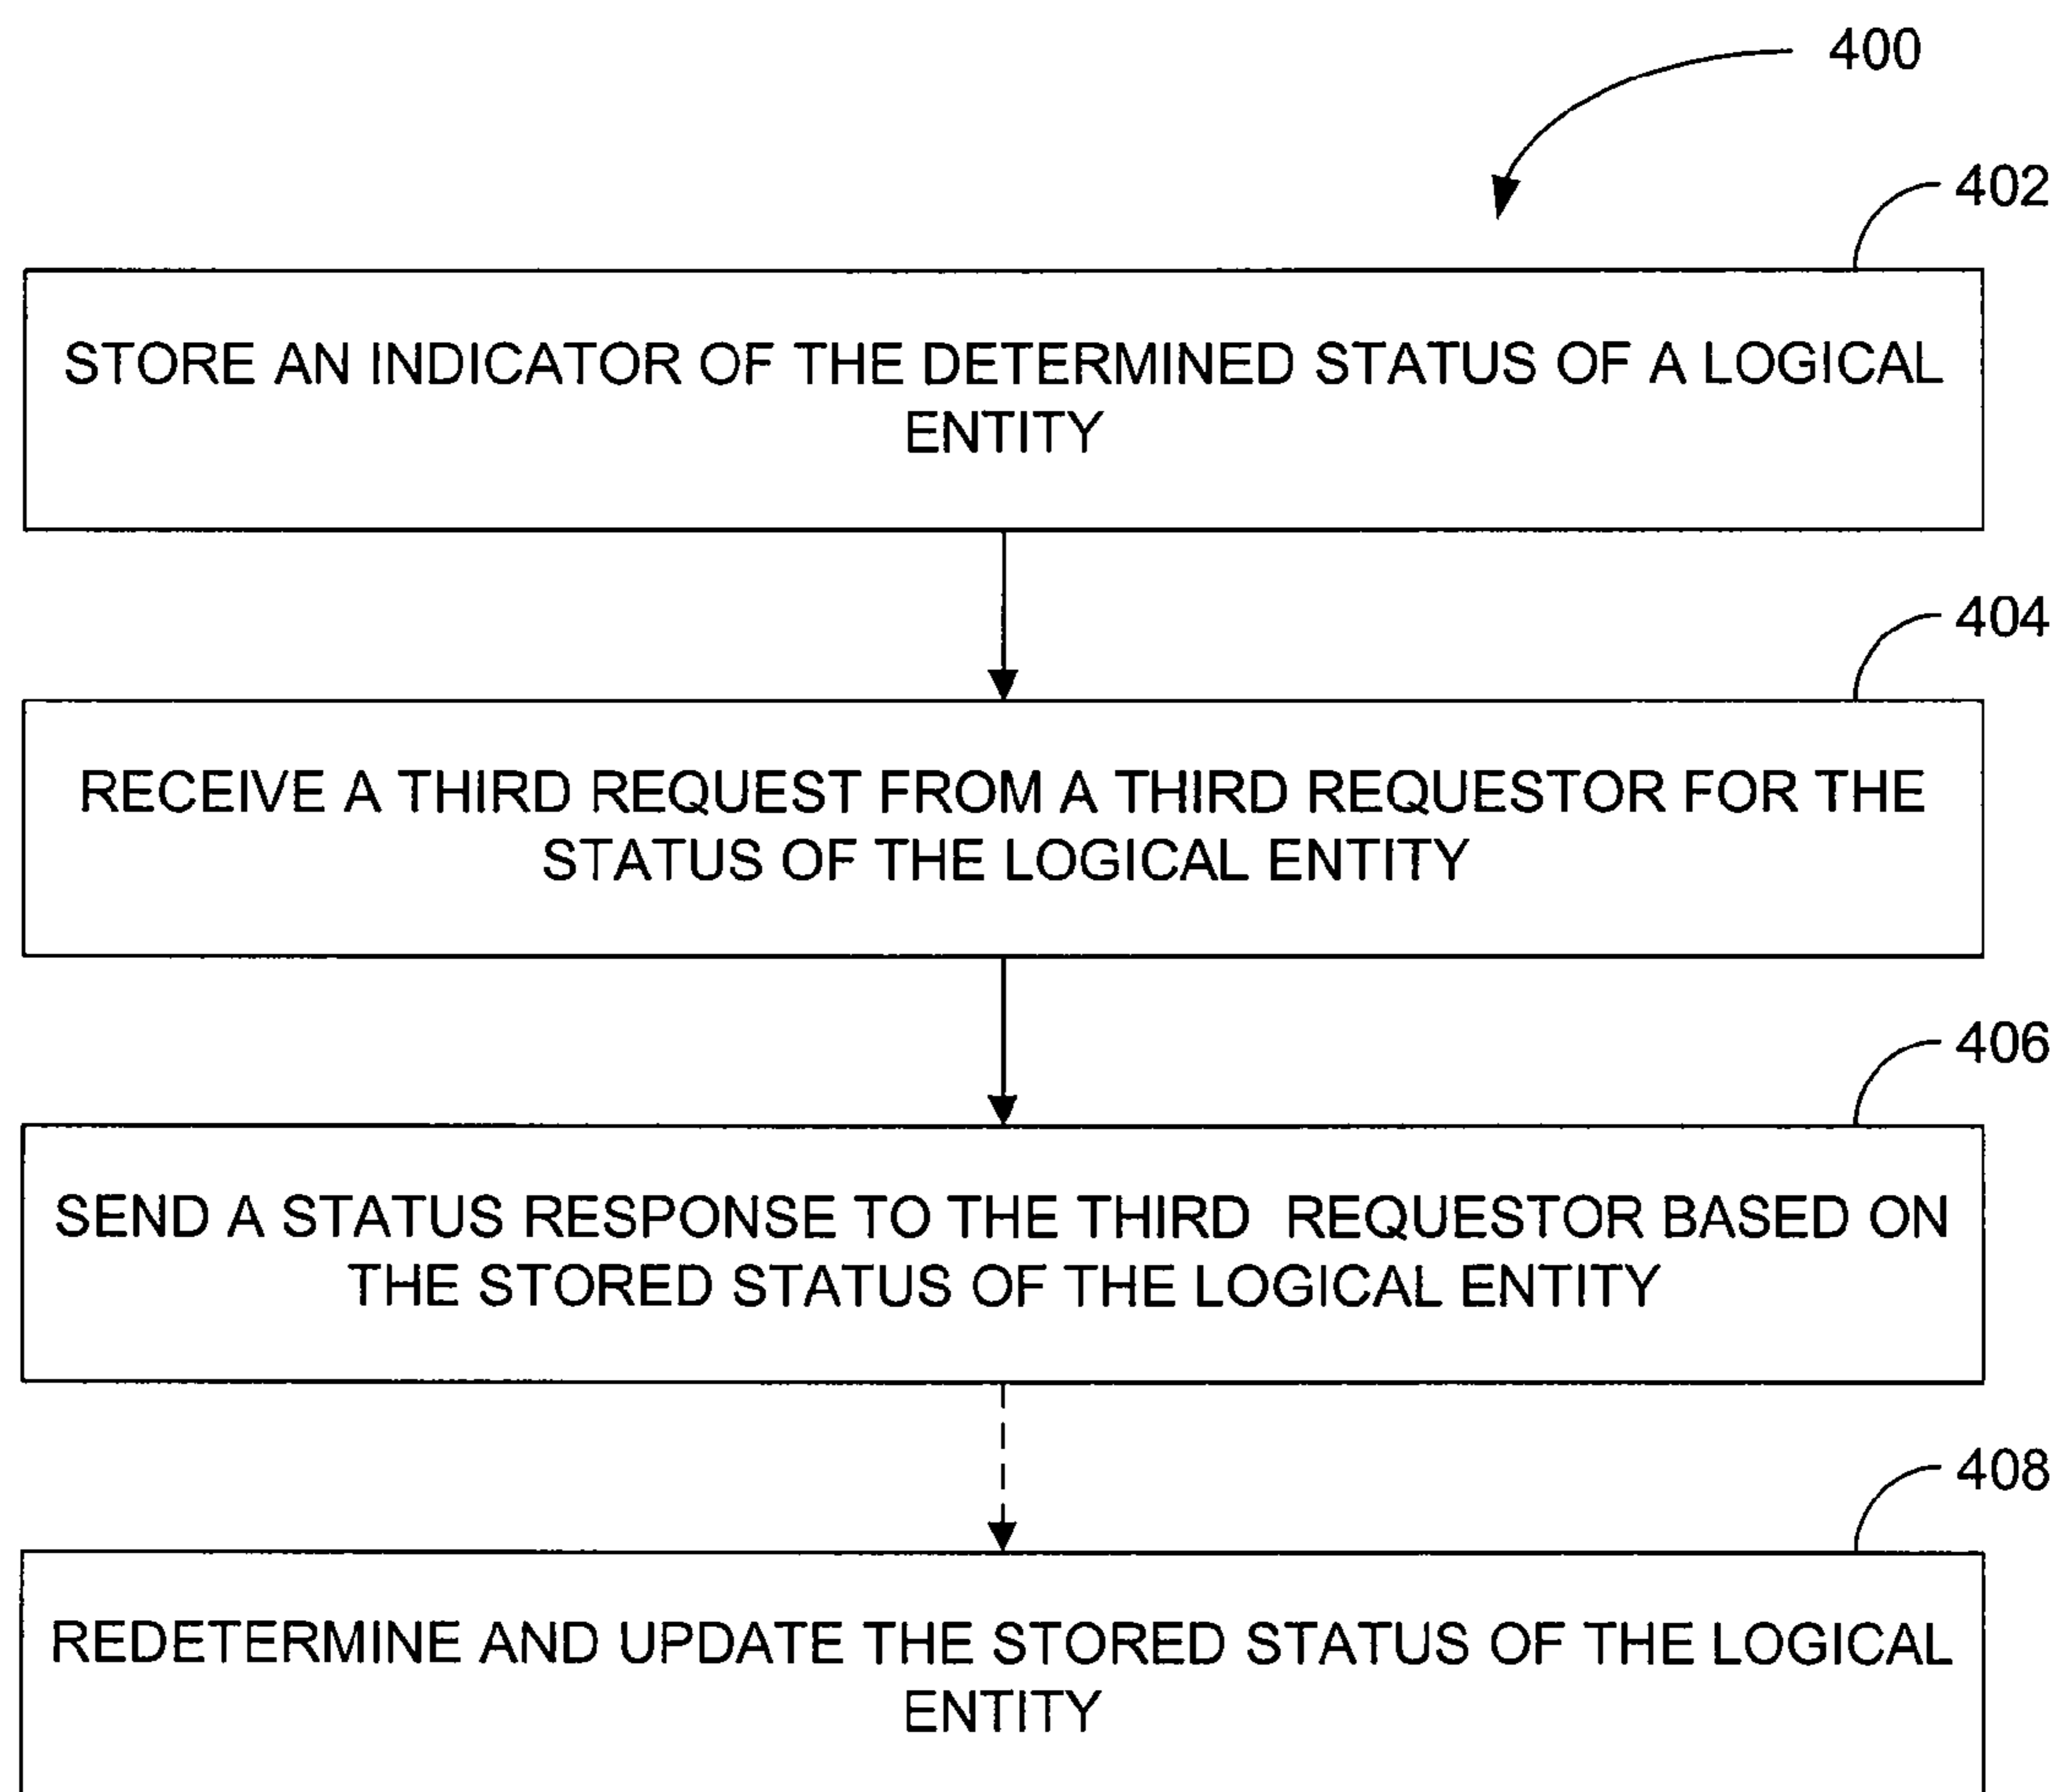 400
402
STORE AN INDICATOR OF THE DETERMINED STATUS OF A LOGICAL
ENTITY
404
RECEIVE A THIRD REQUEST FROM A THIRD REQUESTOR FOR THE
STATUS OF THE LOGICAL ENTITY
406
SEND A STATUS RESPONSE TO THE THIRD REQUESTOR BASED ON
THE STORED STATUS OF THE LOGICAL ENTITY
408
REDETERMINE AND UPDATE THE STORED STATUS OF THE LOGICAL
ENTITY